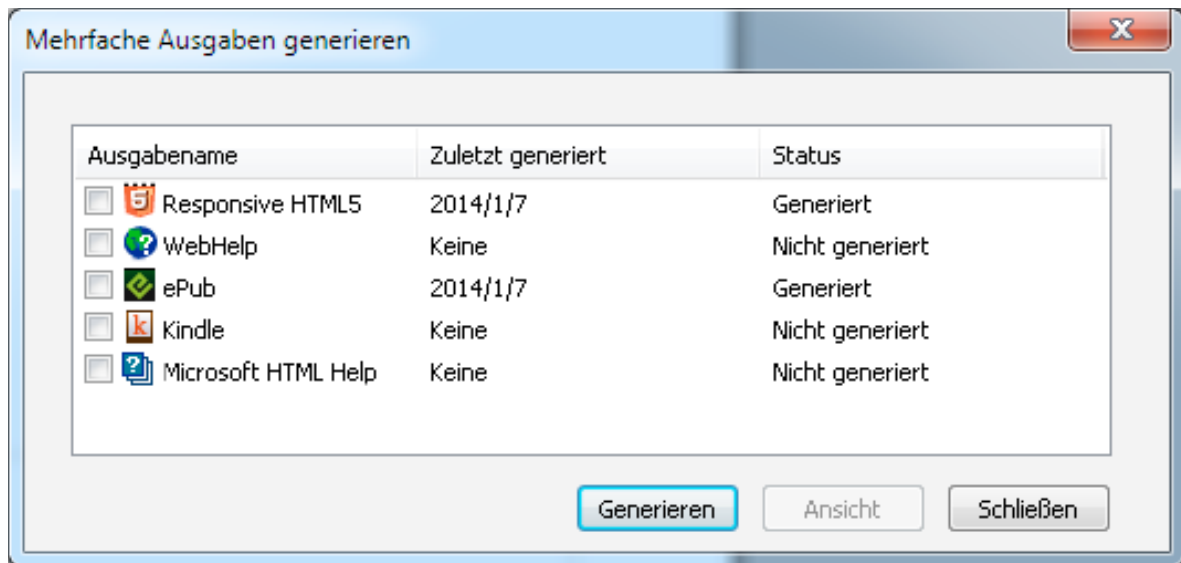 Mehrfache Ausgaben generieren
Ausgabename Zuletzt generiert Status
Responsive HTML5 2014/1/7 Generiert
WebHelp Keine Nicht generiert
ePub 2014/1/7 Generiert
Kindle Keine Nicht generiert
Microsoft HTML Help Keine Nicht generiert
Generieren Ansicht Schließen